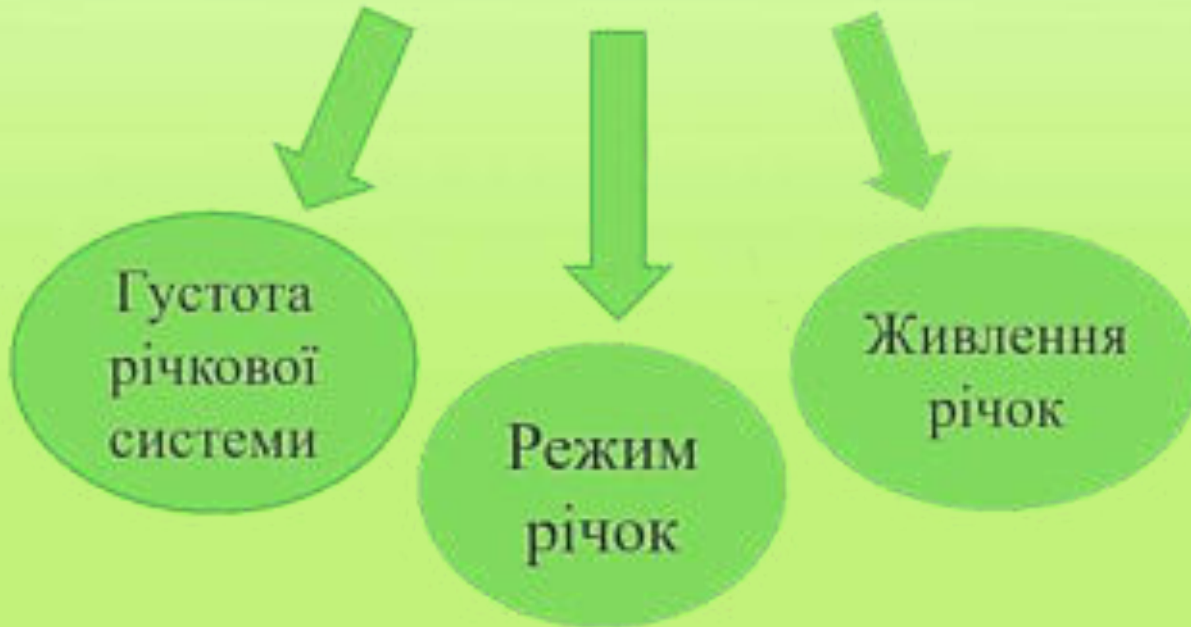 Густота
річкової
системи
Режим
річок
Живлення
річок